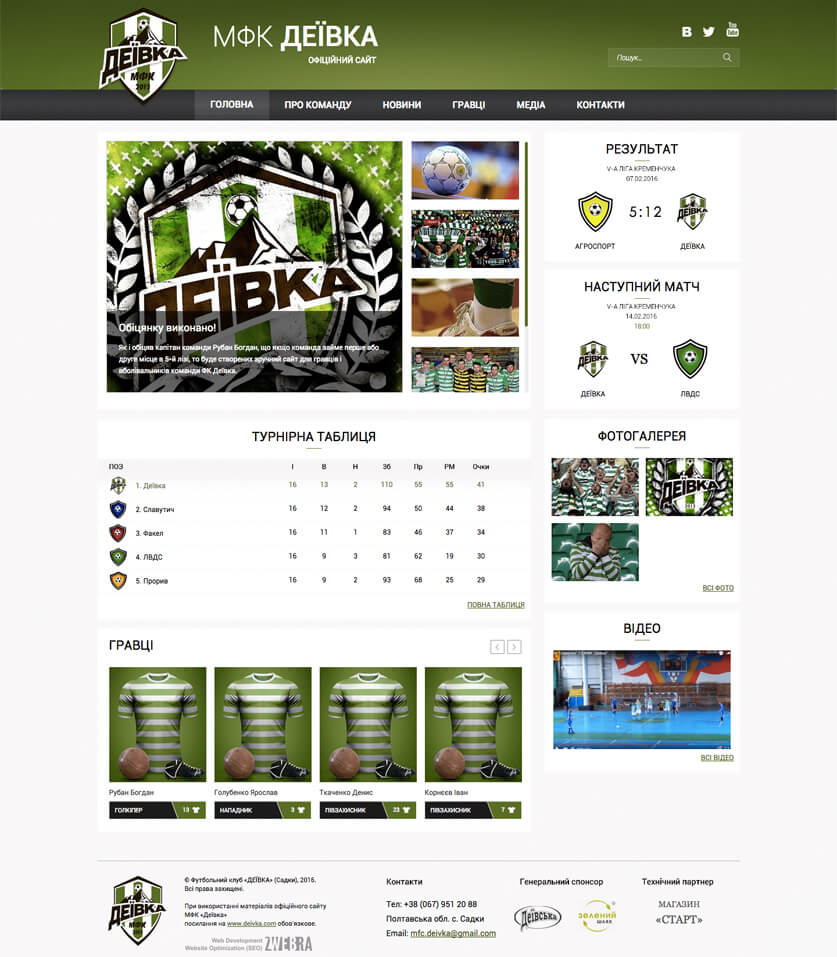 ДЕЇВКА
МФК
2013
МФК ДЕЇВКА
ОФІЦІЙНИЙ САЙТ
B
You Tube
Пошук...
ГОЛОВНА ПРО КОМАНДУ НОВИНИ ГРАВЦІ МЕДІА КОНТАКТИ
ДЕЇВКА
Обіцянку виконано!
Як і обіцяв капітан команди Рубан Богдан, що якщо команда займе перше або
друге місце в 5-й лізі, то буде створених зручний сайт для гравців і
вболівальників команди ФК Деївка.
РЕЗУЛЬТАТ
V-А ЛІГА КРЕМЕНЧУКА
07.02.2016
5:12
ДЕЇВКА
АГРОСПОРТ ДЕЇВКА
НАСТУПНИЙ МАТЧ
V-А ЛІГА КРЕМЕНЧУКА
14.02.2016
18:00
ДЕЇВКА
VS
ДЕЇВКА ЛВДС
ТУРНІРНА ТАБЛИЦЯ
ПОЗ І В Н Зб Пр РМ Очки
1. Деївка 16 13 2 110 55 55 41
2. Славутич 16 12 2 94 50 44 38
3. Факел 16 11 1 83 46 37 34
4. ЛВДС 16 9 3 81 62 19 30
5. Прорив 16 9 2 93 68 25 29
ПОВНА ТАБЛИЦЯ
ФОТОГАЛЕРЕЯ
ДЕЇВКА
ВСІ ФОТО
ВІДЕО
ВСІ ВІДЕО
ГРАВЦІ
Рубан Богдан Голубенко Ярослав Ткаченко Денис Корнєєв Іван
ГОЛКІПЕР 13 НАПАДНИК 3 ПІВЗАХИСНИК 23 ПІВЗАХИСНИК 7
ДЕЇВКА
МФК
© Футбольний клуб «ДЕЇВКА» (Садки), 2016.
Всі права захищені.
При використанні матеріалів офіційного сайту
МФК «Деївка»
посилання на www.deivka.com обов'язкове.
Web Development
Website Optimization (SEO) ZWEBRA
Контакти
Тел: +38 (067) 951 20 88
Полтавська обл. с. Садки
Email: mfc.deivka@gmail.com
Генеральний спонсор
Деївська
зелений
шлях
Технічний партнер
МАГАЗИН
«СТАРТ»